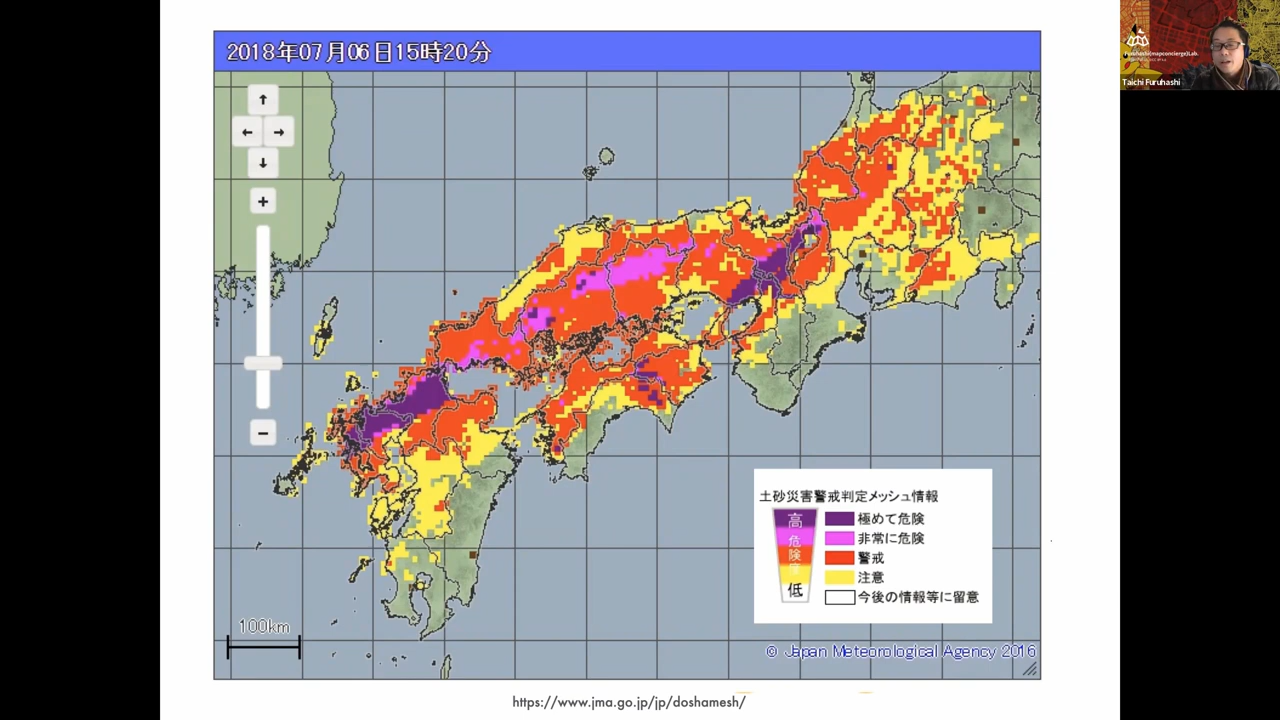 2018年07月06日15時20分
Furuhashi(mapconcierge)Lab.
Taichi Furuhashi
土砂災害警戒判定メッシュ情報
高
危険度
低
極めて危険
非常に危険
警戒
注意
今後の情報等に留意
100km
© Japan Meteorological Agency 2016
https://www.jma.go.jp/jp/doshamesh/